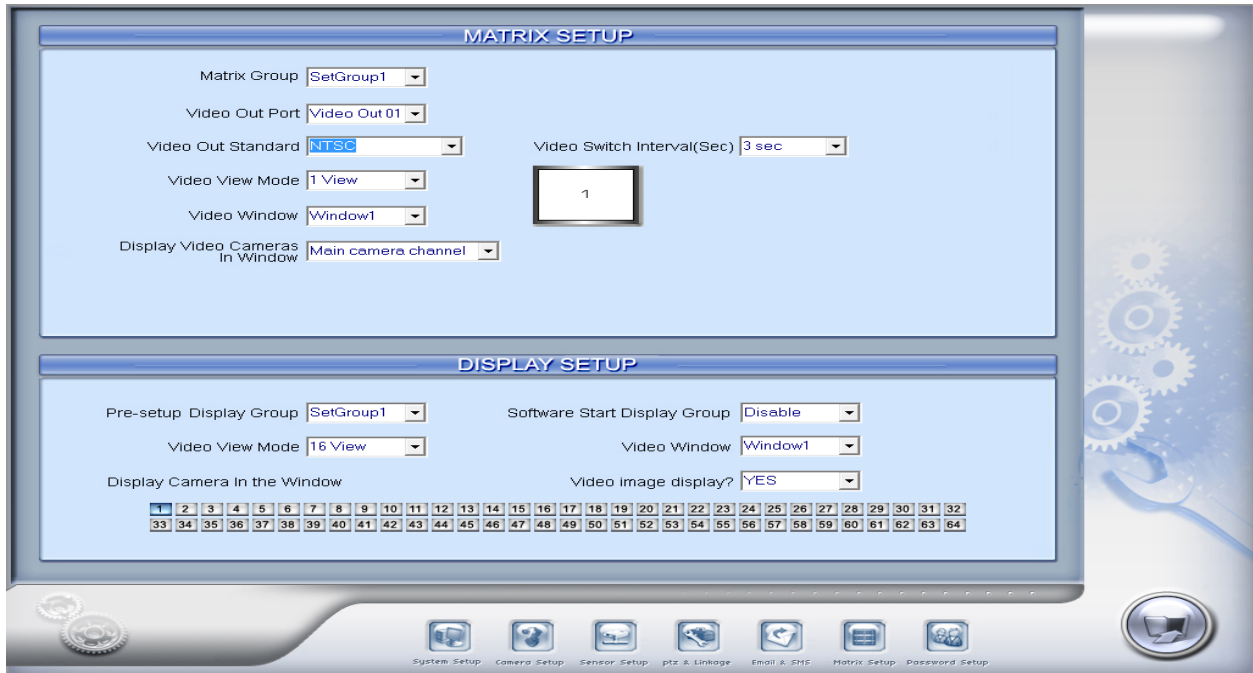 MATRIX SETUP
Matrix Group SetGroup1
Video Out Port Video Out 01
Video Out Standard NTSC Video Switch Interval(Sec) 3 sec
Video View Mode 1 View
1
Video Window Window1
Display Video Cameras
In Window Main camera channel
DISPLAY SETUP
Pre-setup Display Group SetGroup1 Software Start Display Group Disable
Video View Mode 16 View Video Window Window1
Display Camera In the Window Video image display? YES
1 2 3 4 5 6 7 8 9 10 11 12 13 14 15 16 17 18 19 20 21 22 23 24 25 26 27 28 29 30 31 32
33 34 35 36 37 38 39 40 41 42 43 44 45 46 47 48 49 50 51 52 53 54 55 56 57 58 59 60 61 62 63 64
System Setup Camera Setup Sensor Setup ptz & Linkage Email & SMS Matrix Setup Password Setup